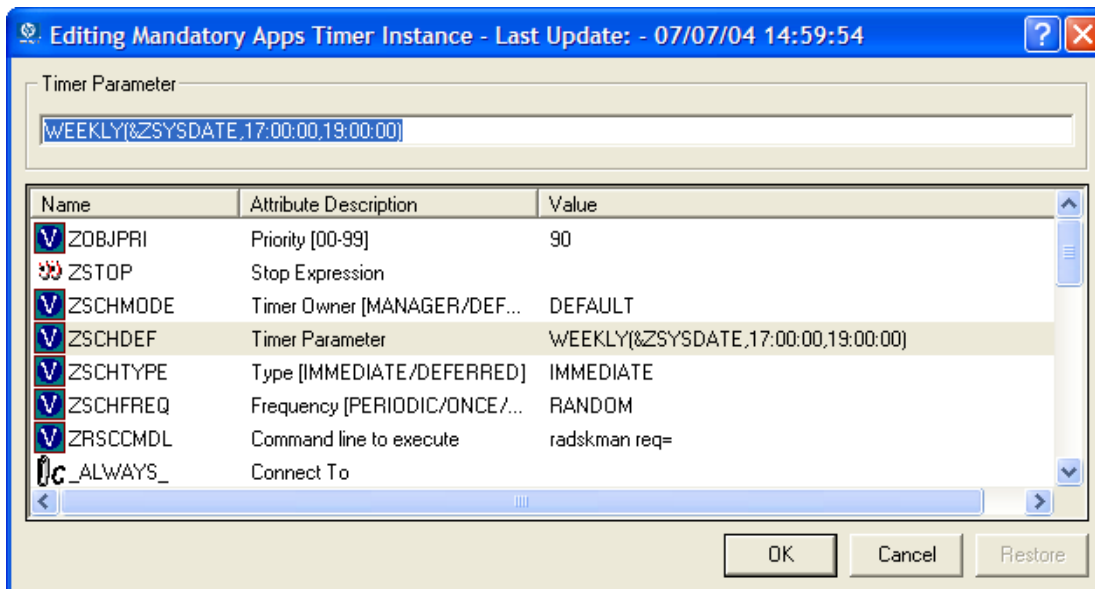 Editing Mandatory Apps Timer Instance - Last Update: - 07/07/04 14:59:54
Timer Parameter
WEEKLY(&ZSYSDATE,17:00:00,19:00:00)
Name Attribute Description Value
V ZOBJPRI Priority [00-99] 90
ZSTOP Stop Expression
V ZSCHMODE Timer Owner [MANAGER/DEF... DEFAULT
V ZSCHDEF Timer Parameter WEEKLY(&ZSYSDATE,17:00:00,19:00:00)
V ZSCHTYPE Type [IMMEDIATE/DEFERRED] IMMEDIATE
V ZSCHFREQ Frequency [PERIODIC/ONCE/... RANDOM
V ZRSCCMDL Command line to execute radskman req=
C _ALWAYS_ Connect To
OK Cancel Restore